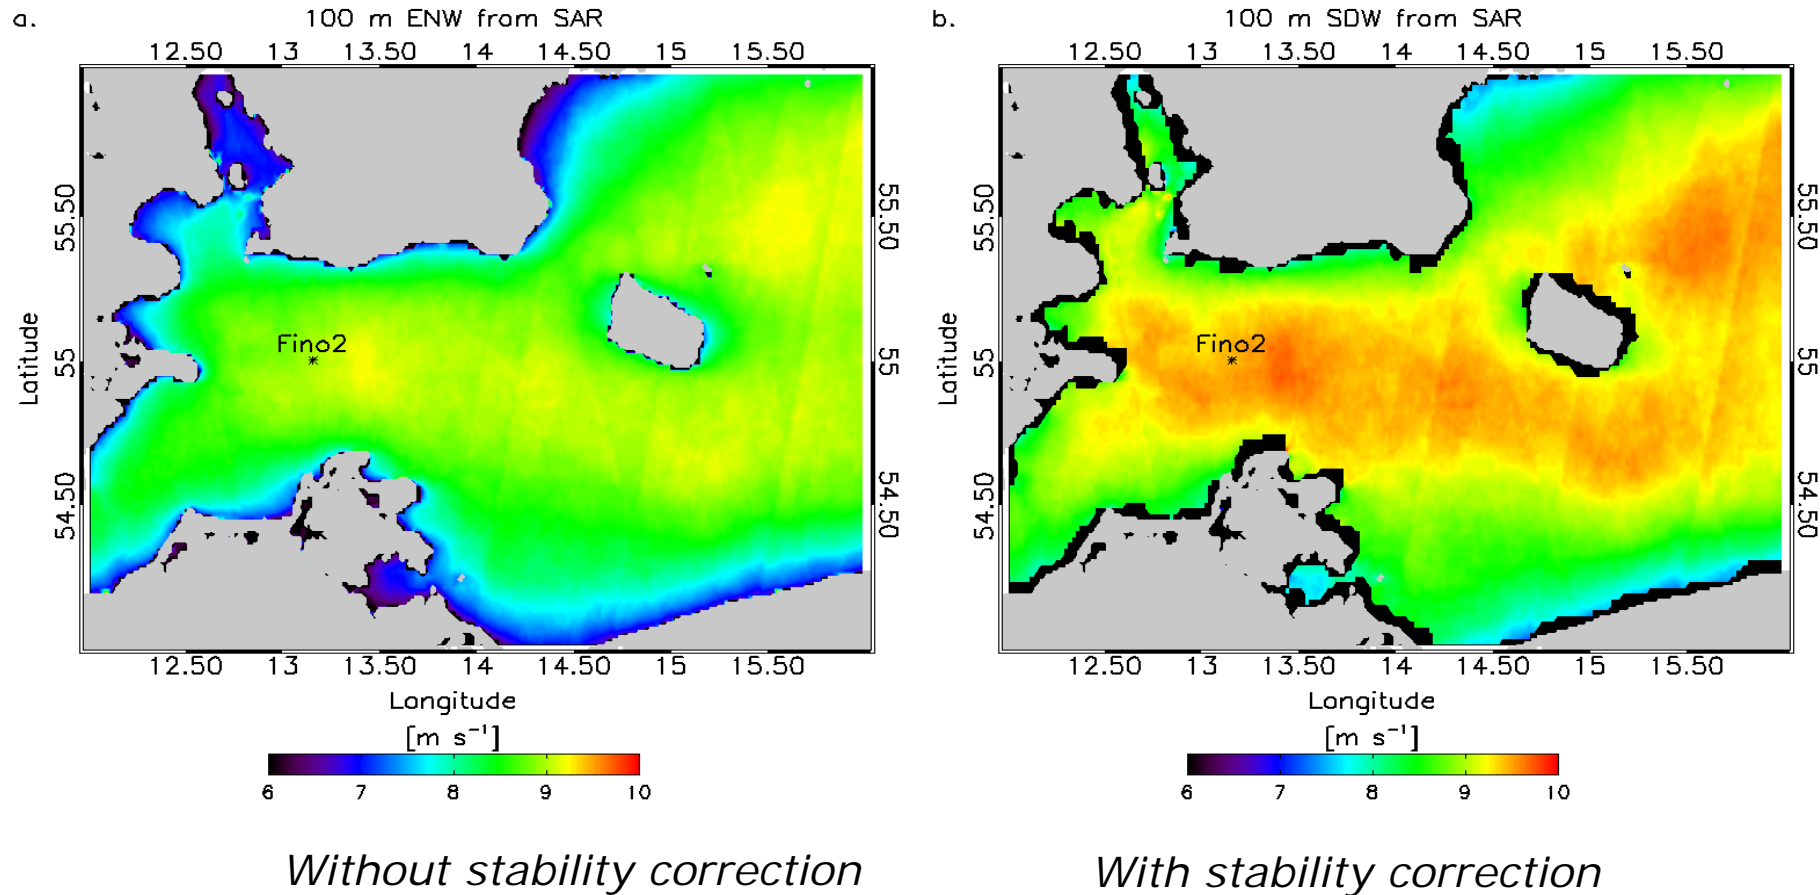 a.
100 m ENW from SAR
12.50 13 13.50 14 14.50 15 15.50
Latitude
55.50
55
54.50
Fino2
55.50
55
54.50
12.50 13 13.50 14 14.50 15 15.50
Longitude
[m s⁻¹]
6 7 8 9 10
Without stability correction
b.
100 m SDW from SAR
12.50 13 13.50 14 14.50 15 15.50
Latitude
55.50
55
54.50
Fino2
55.50
55
54.50
12.50 13 13.50 14 14.50 15 15.50
Longitude
[m s⁻¹]
6 7 8 9 10
With stability correction